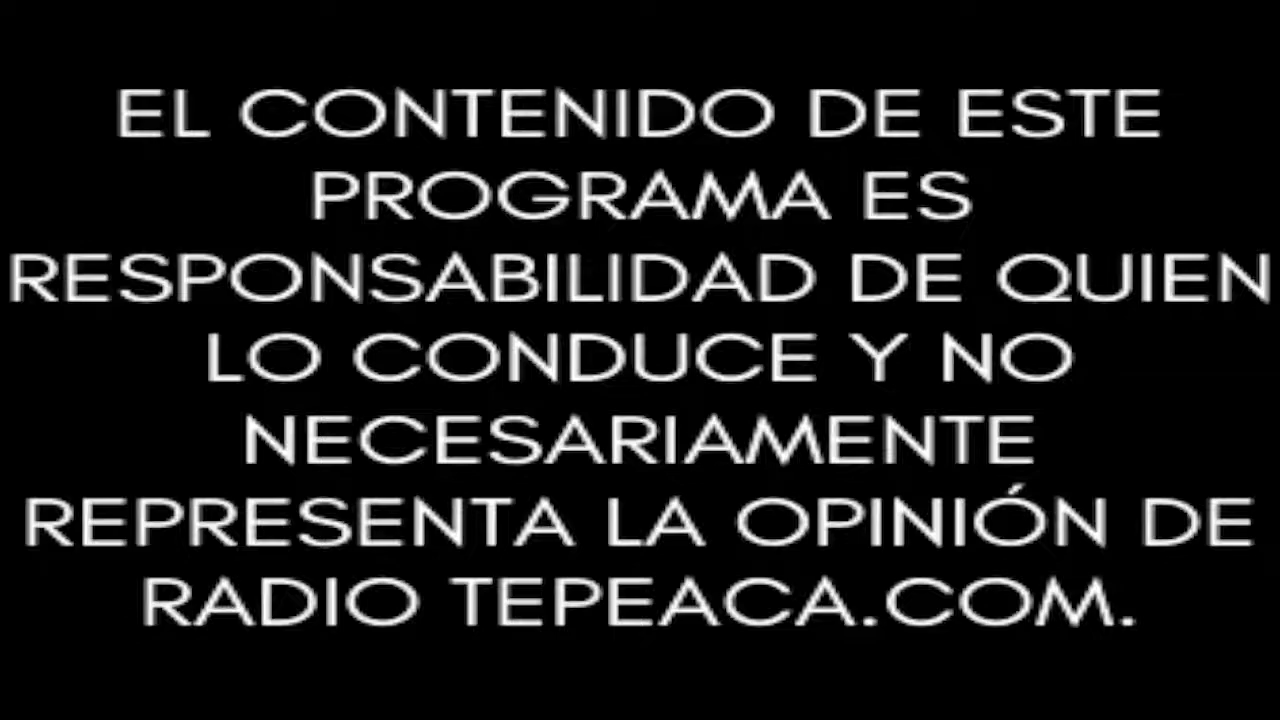 EL CONTENIDO DE ESTE
PROGRAMA ES
RESPONSABILIDAD DE QUIEN
LO CONDUCE Y NO
NECESARIAMENTE
REPRESENTA LA OPINIÓN DE
RADIO TEPEACA.COM.